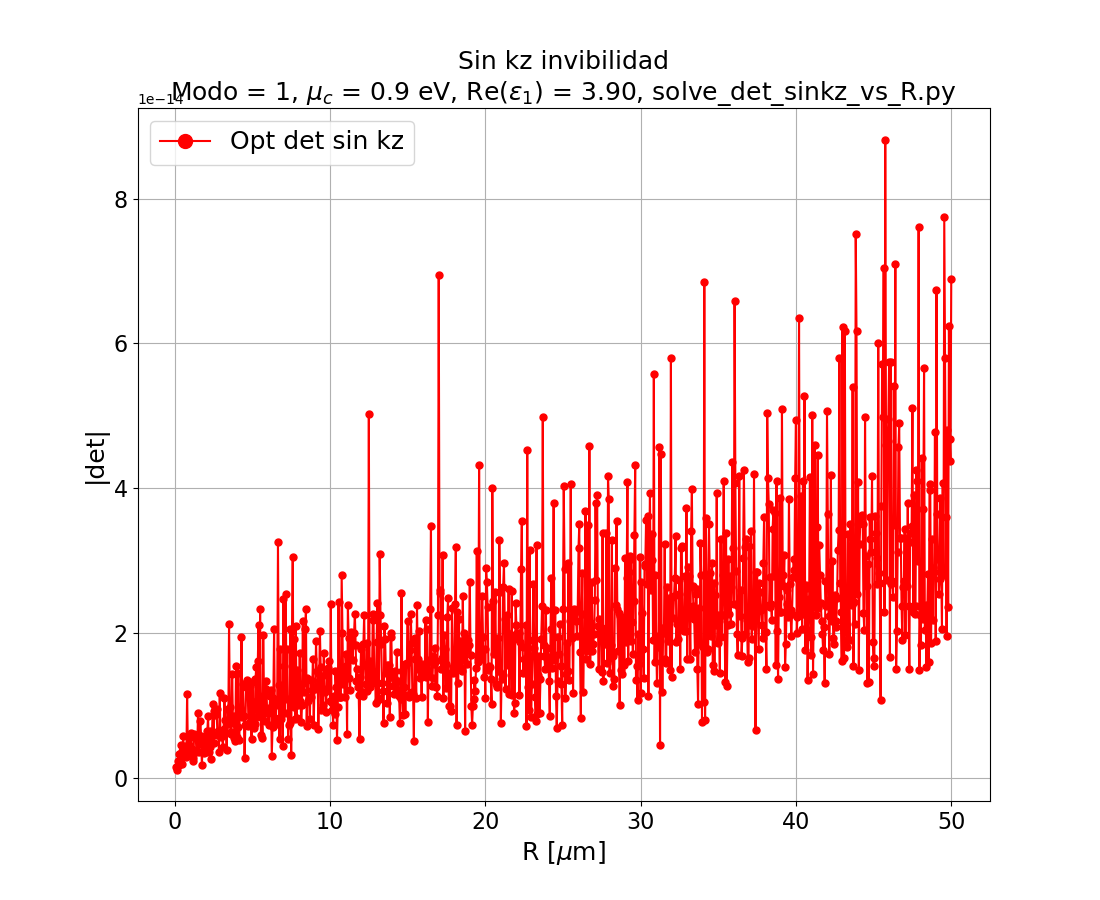 Sin kz invibilidad
Modo = 1, μc = 0.9 eV, Re(ε1) = 3.90, solve_det_sinkz_vs_R.py
1e−14
Opt det sin kz
8
6
4
2
0
|det|
0 10 20 30 40 50
R [μm]